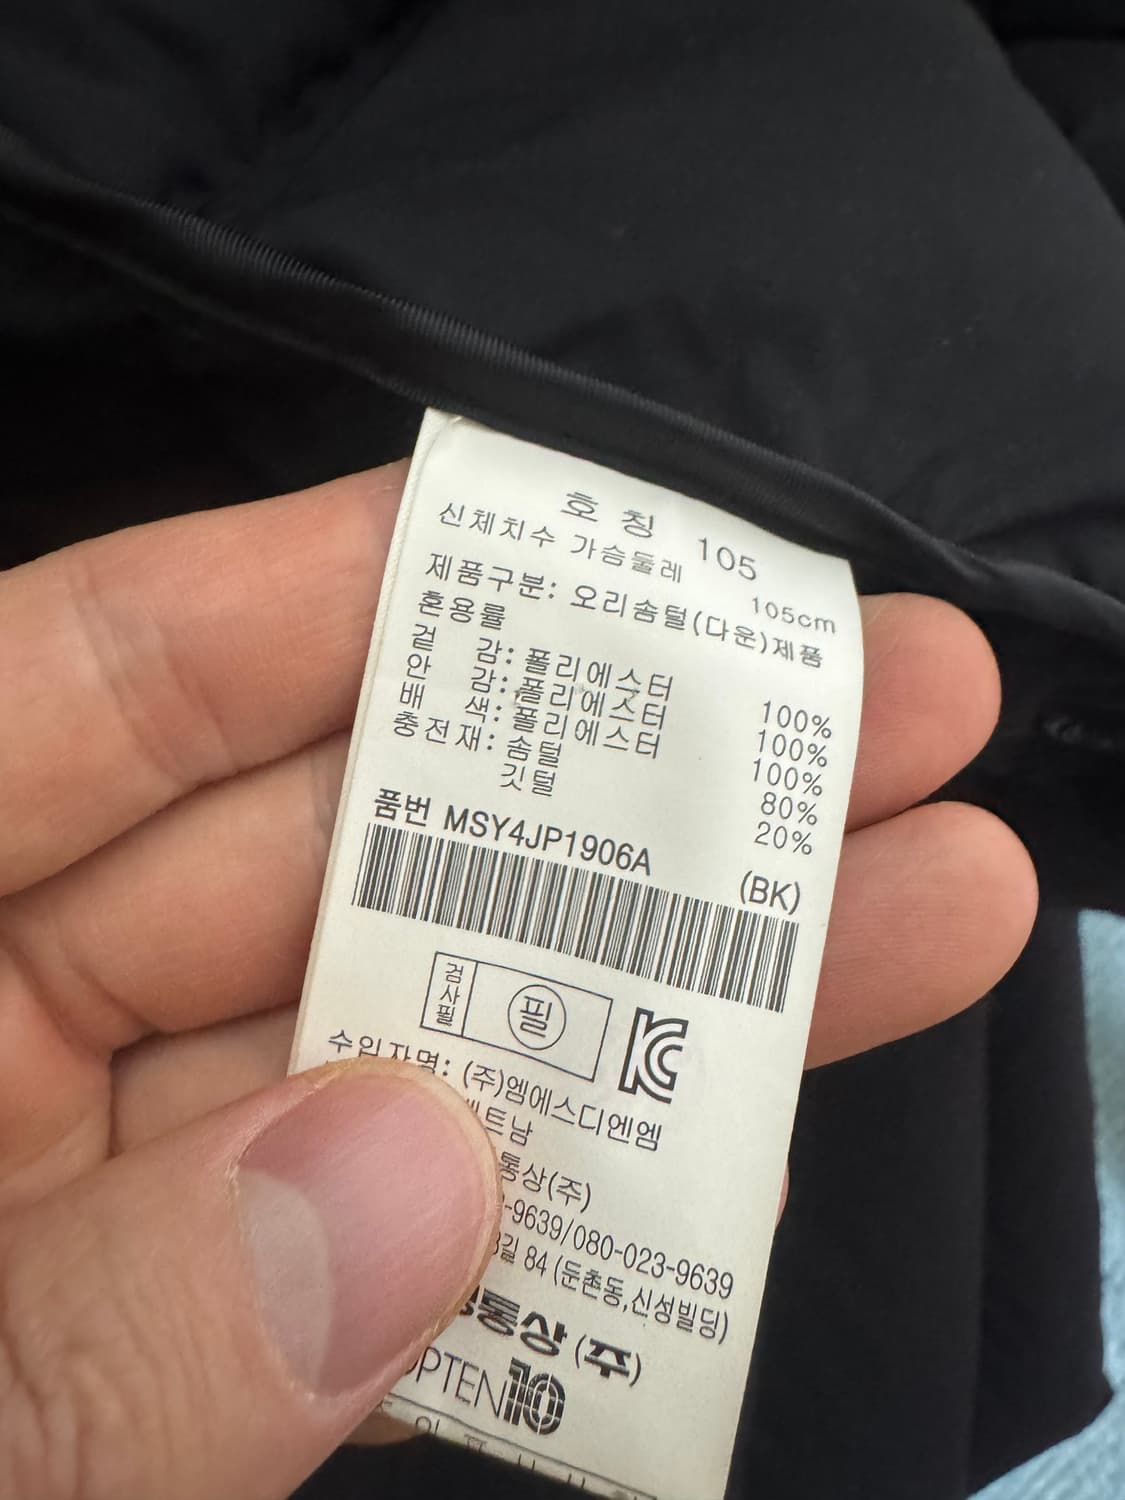 호 칭 105
신체치수 가슴둘레 105cm
제품구분: 오리솜털(다운)제품
혼용률
겉 감: 폴리에스터 100%
안 감: 폴리에스터 100%
배 색: 폴리에스터 100%
충전재: 솜털 80%
깃털 20%
품번 MSY4JP1906A (BK)
검사필 필
KC
수입자명: (주)엠에스디엔엠
트남
통상(주)
-9639/080-023-9639
길 84 (둔촌동,신성빌딩)
통상(주)
OPTEN10